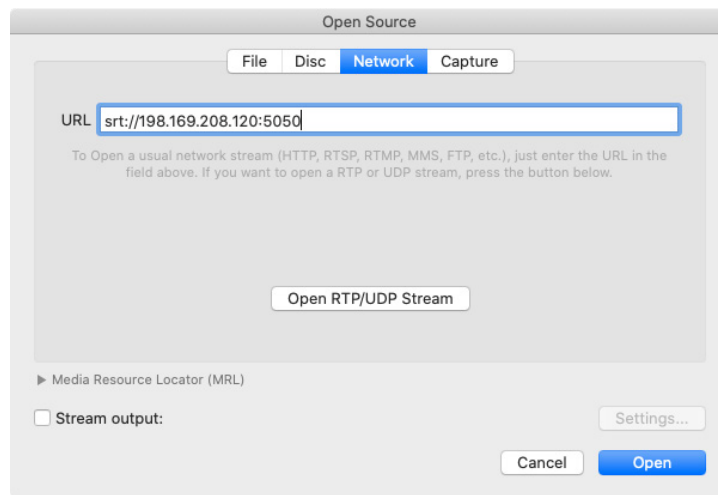 Open Source
File Disc Network Capture
URL srt://198.169.208.120:5050
To Open a usual network stream (HTTP, RTSP, RTMP, MMS, FTP, etc.), just enter the URL in the
field above. If you want to open a RTP or UDP stream, press the button below.
Open RTP/UDP Stream
Media Resource Locator (MRL)
Stream output:
Settings...
Cancel Open